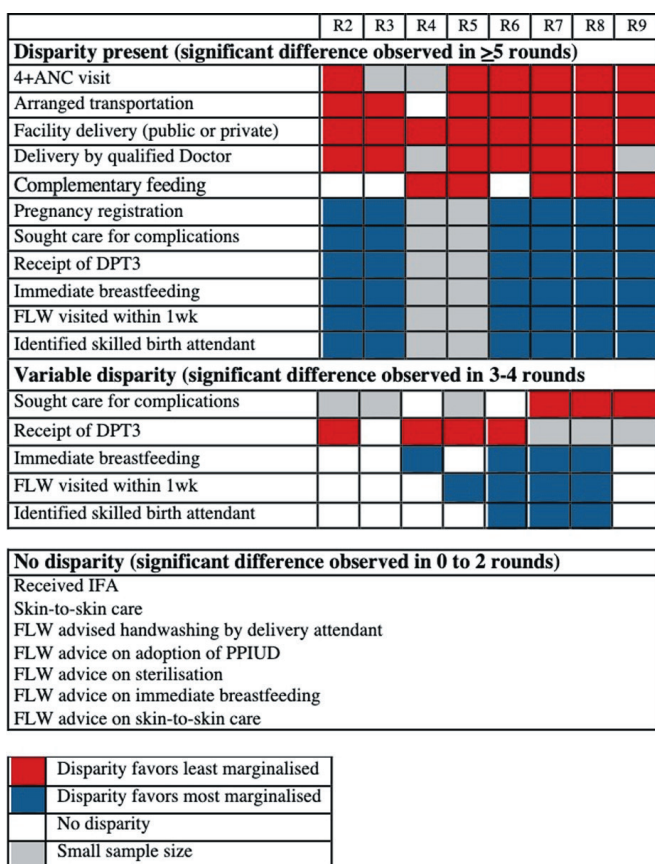 R2 R3 R4 R5 R6 R7 R8 R9
Disparity present (significant difference observed in ≥5 rounds)
4+ANC visit
Arranged transportation
Facility delivery (public or private)
Delivery by qualified Doctor
Complementary feeding
Pregnancy registration
Sought care for complications
Receipt of DPT3
Immediate breastfeeding
FLW visited within 1wk
Identified skilled birth attendant
Variable disparity (significant difference observed in 3-4 rounds
Sought care for complications
Receipt of DPT3
Immediate breastfeeding
FLW visited within 1wk
Identified skilled birth attendant
No disparity (significant difference observed in 0 to 2 rounds)
Received IFA
Skin-to-skin care
FLW advised handwashing by delivery attendant
FLW advice on adoption of PPIUD
FLW advice on sterilisation
FLW advice on immediate breastfeeding
FLW advice on skin-to-skin care
Disparity favors least marginalised
Disparity favors most marginalised
No disparity
Small sample size